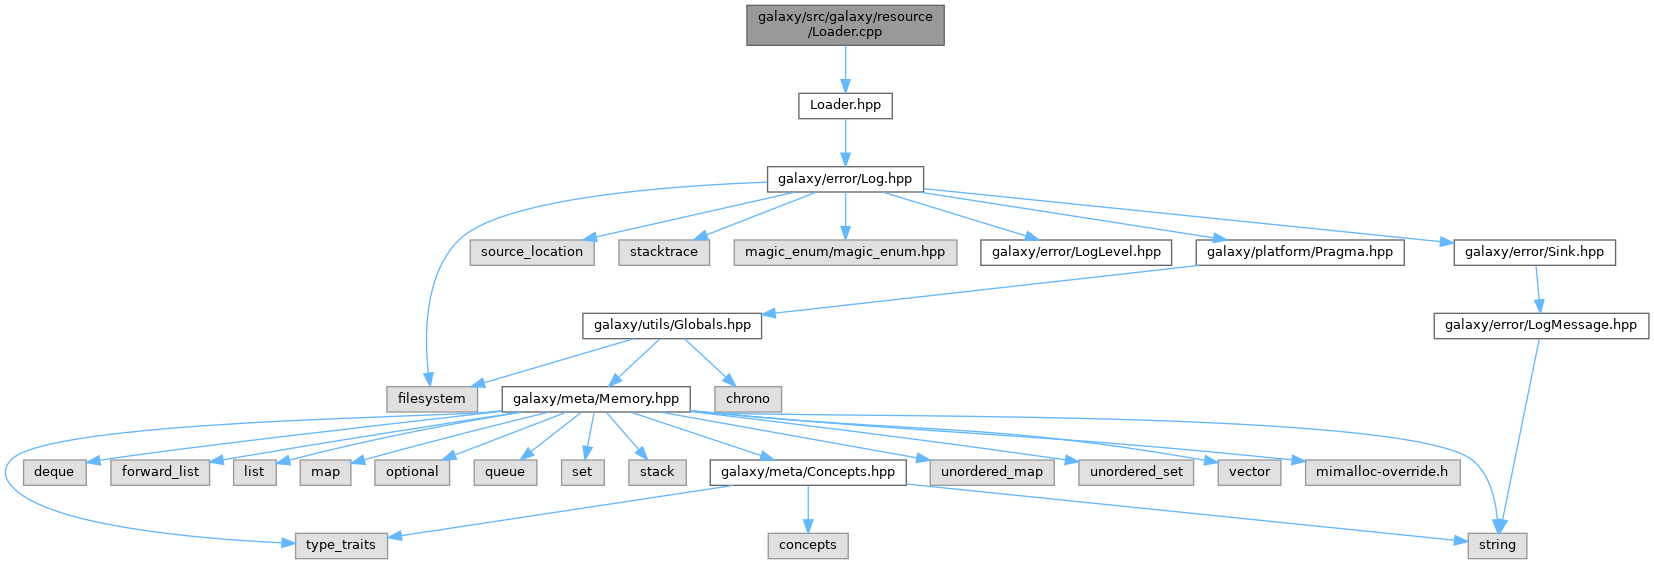 galaxy/src/galaxy/resource
/Loader.cpp
Loader.hpp
galaxy/error/Log.hpp
source_location
stacktrace
magic_enum/magic_enum.hpp
galaxy/error/LogLevel.hpp
galaxy/platform/Pragma.hpp
galaxy/error/Sink.hpp
galaxy/utils/Globals.hpp
galaxy/error/LogMessage.hpp
filesystem
galaxy/meta/Memory.hpp
chrono
deque
forward_list
list
map
optional
queue
set
stack
galaxy/meta/Concepts.hpp
unordered_map
unordered_set
vector
mimalloc-override.h
type_traits
concepts
string